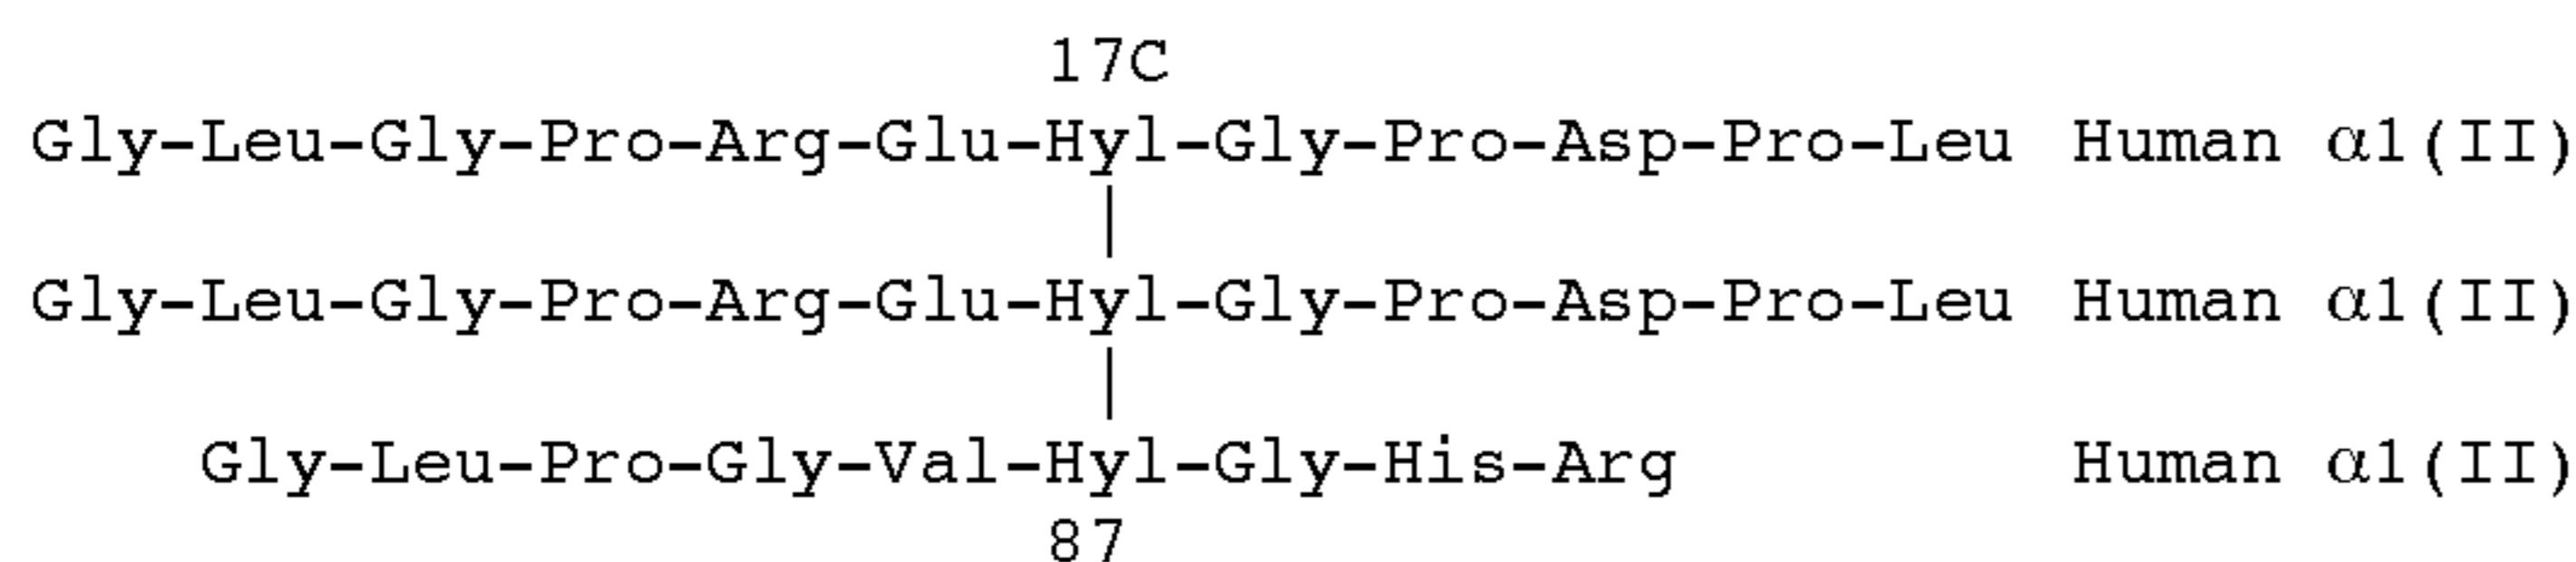 17C
Gly-Leu-Gly-Pro-Arg-Glu-Hyl-Gly-Pro-Asp-Pro-Leu Human α1(II)
Gly-Leu-Gly-Pro-Arg-Glu-Hyl-Gly-Pro-Asp-Pro-Leu Human α1(II)
Gly-Leu-Pro-Gly-Val-Hyl-Gly-His-Arg Human α1(II)
87